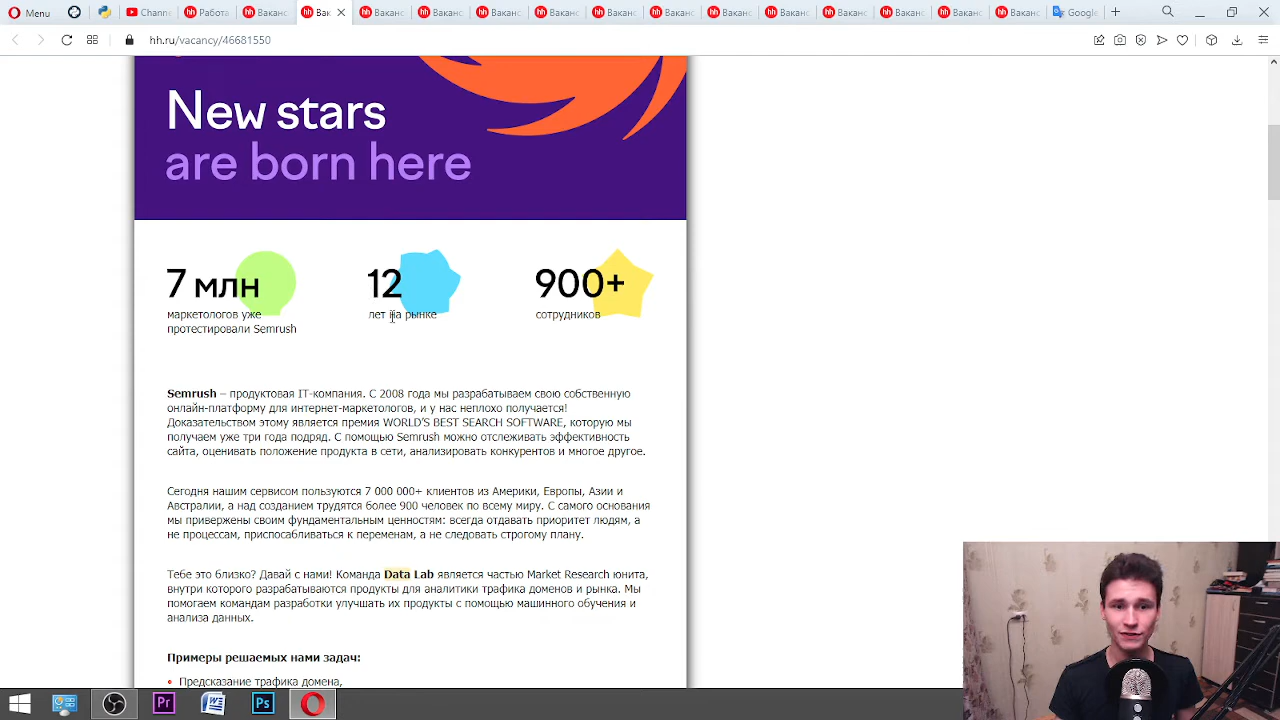 Menu
Chann
Работа
Вакан
Вак
Ваканс
Ваканс
Ваканс
Ваканс
Ваканс
Ваканс
Ваканс
Ваканс
Ваканс
Ваканс
Ваканс
Ваканс
Google
hh.ru/vacancy/46681550
New stars
are born here
7 млн
маркетологов уже
протестировали Semrush
12
лет на рынке
900+
сотрудников
Semrush – продуктовая IT-компания. С 2008 года мы разрабатываем свою собственную
онлайн-платформу для интернет-маркетологов, и у нас неплохо получается!
Доказательством этому является премия WORLD'S BEST SEARCH SOFTWARE, которую мы
получаем уже три года подряд. С помощью Semrush можно отслеживать эффективность
сайта, оценивать положение продукта в сети, анализировать конкурентов и многое другое.
Сегодня нашим сервисом пользуются 7 000 000+ клиентов из Америки, Европы, Азии и
Австралии, а над созданием трудятся более 900 человек по всему миру. С самого основания
мы привержены своим фундаментальным ценностям: всегда отдавать приоритет людям, а
не процессам, приспосабливаться к переменам, а не следовать строгому плану.
Тебе это близко? Давай с нами! Команда Data Lab является частью Market Research юнита,
внутри которого разрабатываются продукты для аналитики трафика доменов и рынка. Мы
помогаем командам разработки улучшать их продукты с помощью машинного обучения и
анализа данных.
Примеры решаемых нами задач:
Предсказание трафика домена,